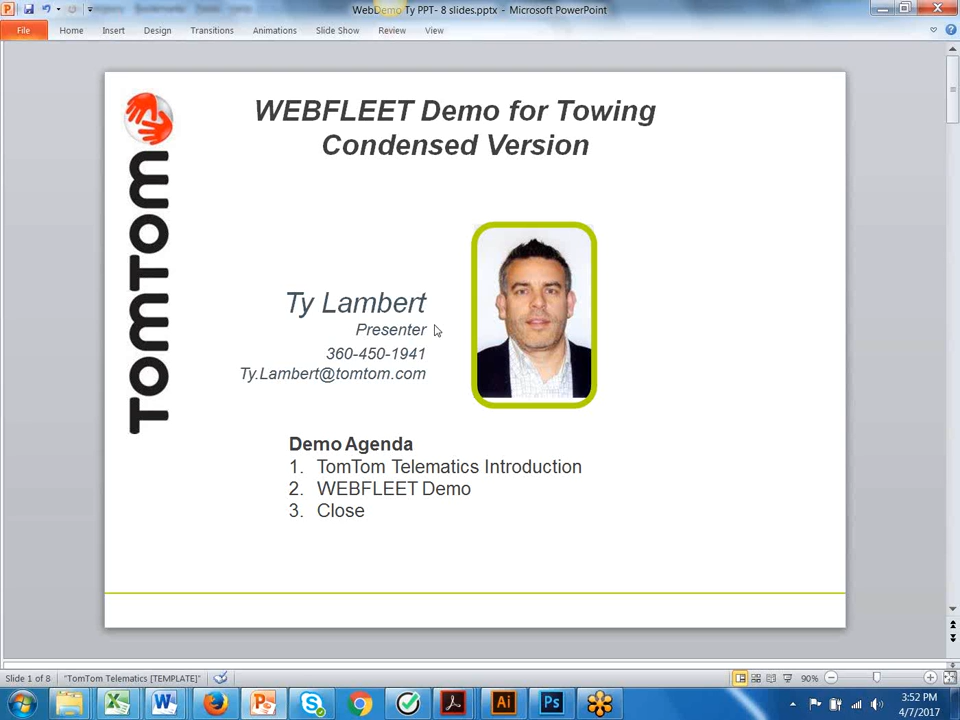 WebDemo Ty PPT- 8 slides.pptx - Microsoft PowerPoint
File Home Insert Design Transitions Animations Slide Show Review View
WEBFLEET Demo for Towing
Condensed Version
TOMTOM
Ty Lambert
Presenter
360-450-1941
Ty.Lambert@tomtom.com
Demo Agenda
1. TomTom Telematics Introduction
2. WEBFLEET Demo
3. Close
Slide 1 of 8 "TomTom Telematics [TEMPLATE]" 90%
3:52 PM
4/7/2017